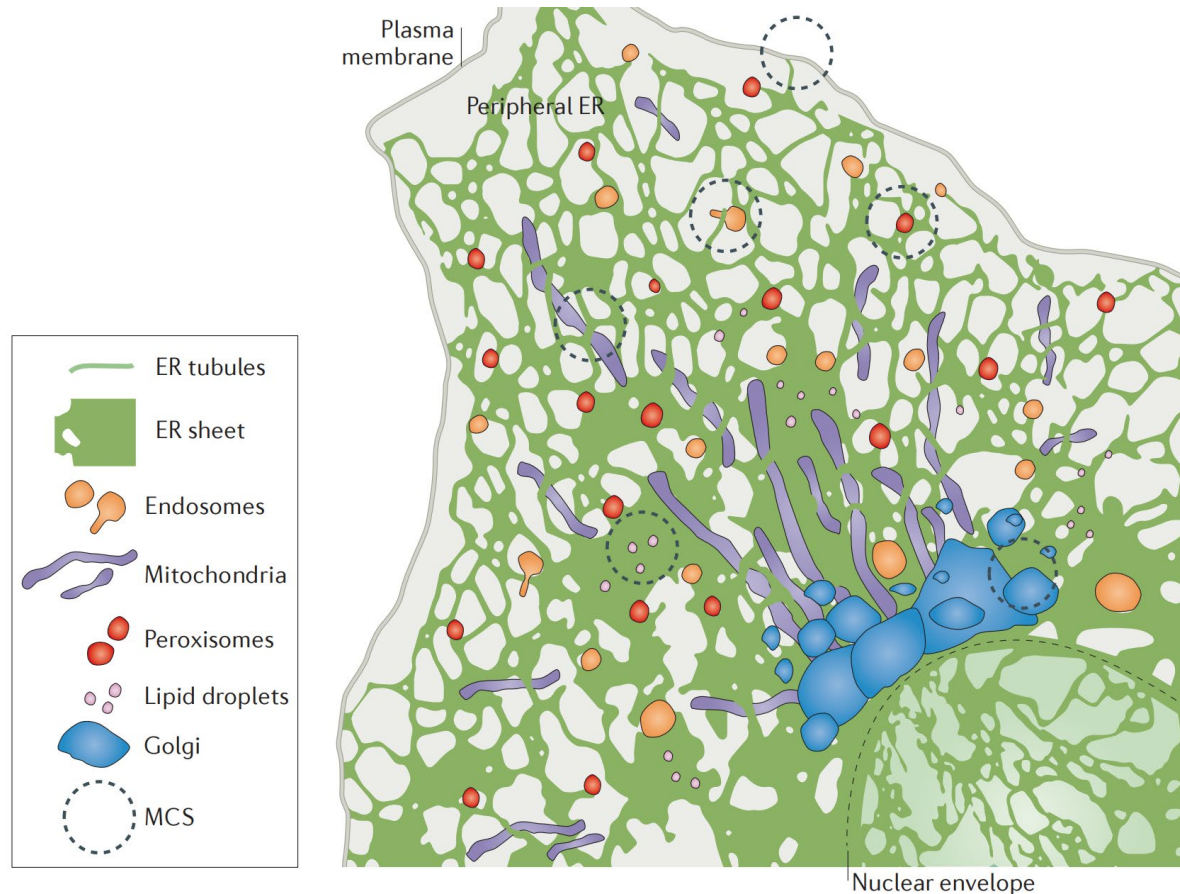 Plasma
membrane
Peripheral ER
ER tubules
ER sheet
Endosomes
Mitochondria
Peroxisomes
Lipid droplets
Golgi
MCS
Nuclear envelope